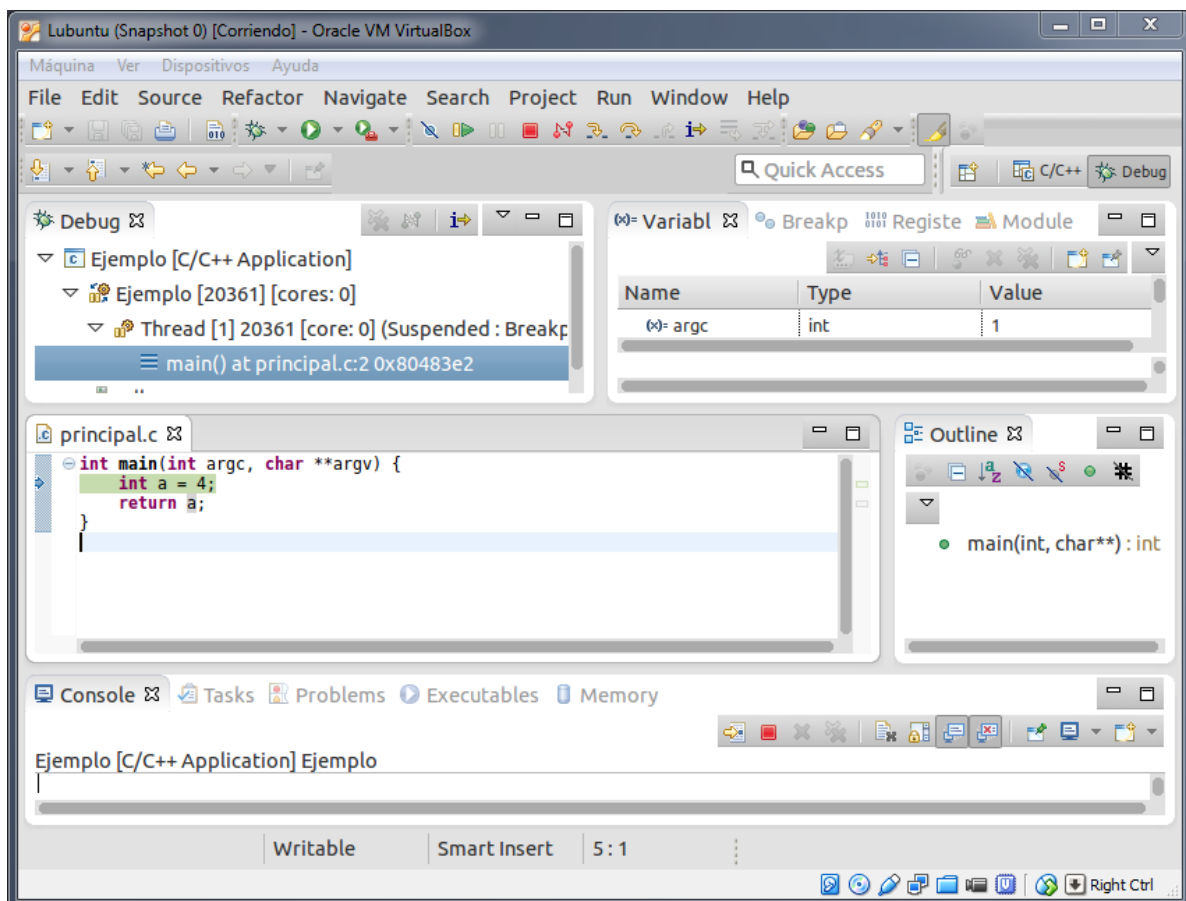 Lubuntu (Snapshot 0) [Corriendo] - Oracle VM VirtualBox
Máquina Ver Dispositivos Ayuda
File Edit Source Refactor Navigate Search Project Run Window Help
Quick Access C/C++ Debug
Debug
Ejemplo [C/C++ Application]
Ejemplo [20361] [cores: 0]
Thread [1] 20361 [core: 0] (Suspended : Breakp
main() at principal.c:2 0x80483e2
(x)= Variabl Breakp Registe Module
Name Type Value
(x)= argc int 1
principal.c
int main(int argc, char **argv) {
int a = 4;
return a;
}
Outline
main(int, char**) : int
Console Tasks Problems Executables Memory
Ejemplo [C/C++ Application] Ejemplo
Writable Smart Insert 5 : 1
Right Ctrl